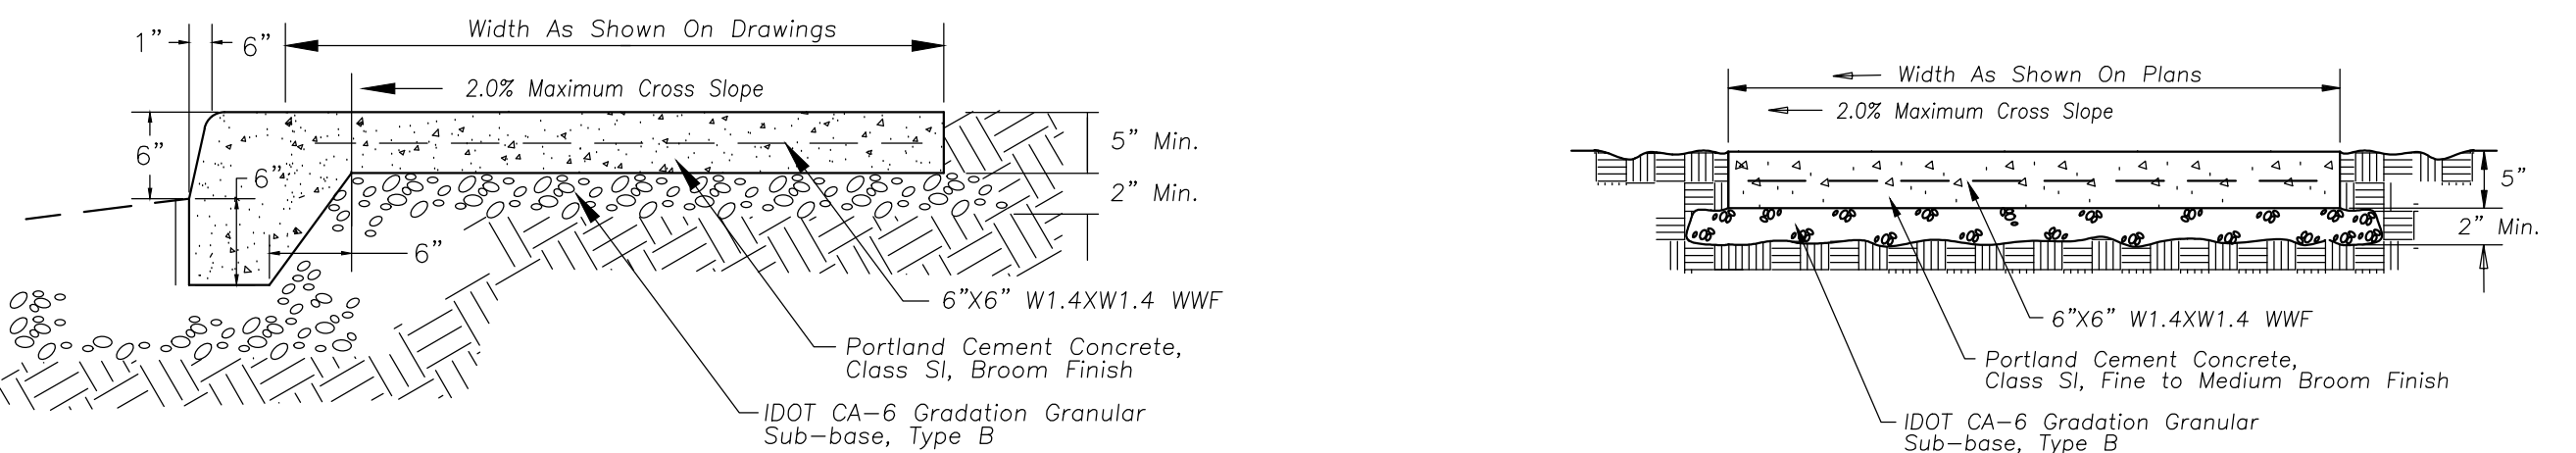 1" 6" Width As Shown On Drawings
2.0% Maximum Cross Slope
6"
6"
6"
5" Min.
2" Min.
6"X6" W1.4XW1.4 WWF
Portland Cement Concrete,
Class SI, Broom Finish
IDOT CA-6 Gradation Granular
Sub-base, Type B
Width As Shown On Plans
2.0% Maximum Cross Slope
5"
2" Min.
6"X6" W1.4XW1.4 WWF
Portland Cement Concrete,
Class SI, Fine to Medium Broom Finish
IDOT CA-6 Gradation Granular
Sub-base, Type B